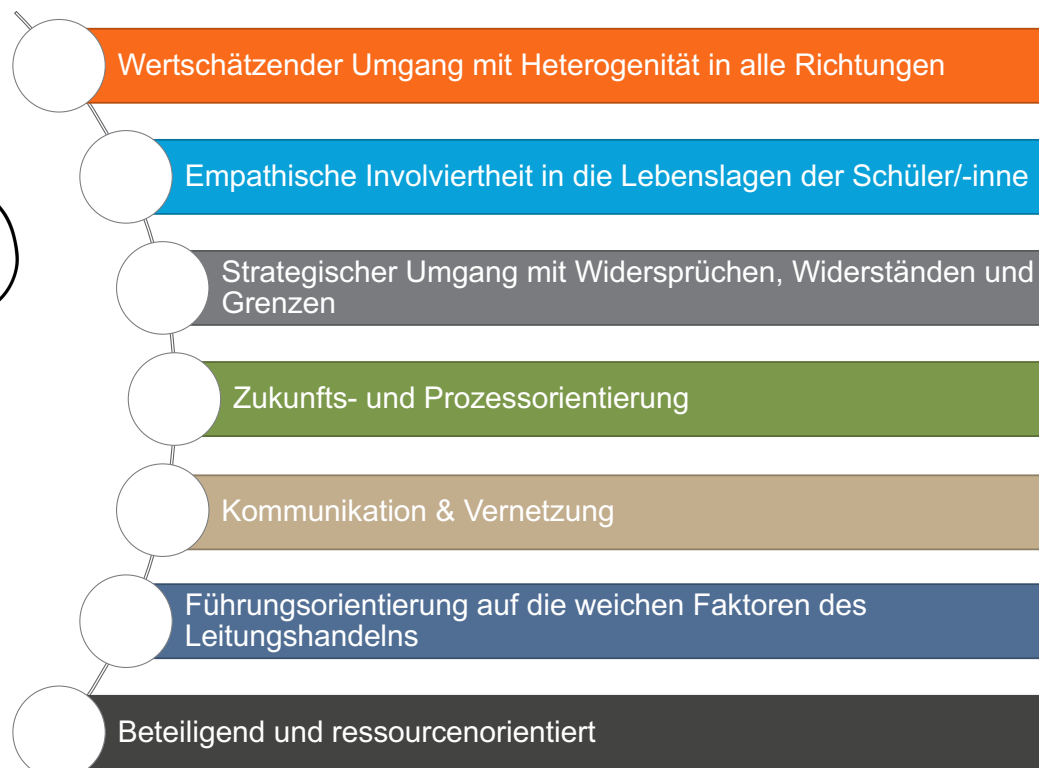 Wertschätzender Umgang mit Heterogenität in alle Richtungen
Empathische Involviertheit in die Lebenslagen der Schüler/-inne
Strategischer Umgang mit Widersprüchen, Widerständen und
Grenzen
Zukunfts- und Prozessorientierung
Kommunikation & Vernetzung
Führungsorientierung auf die weichen Faktoren des
Leitungshandelns
Beteiligend und ressourcenorientiert